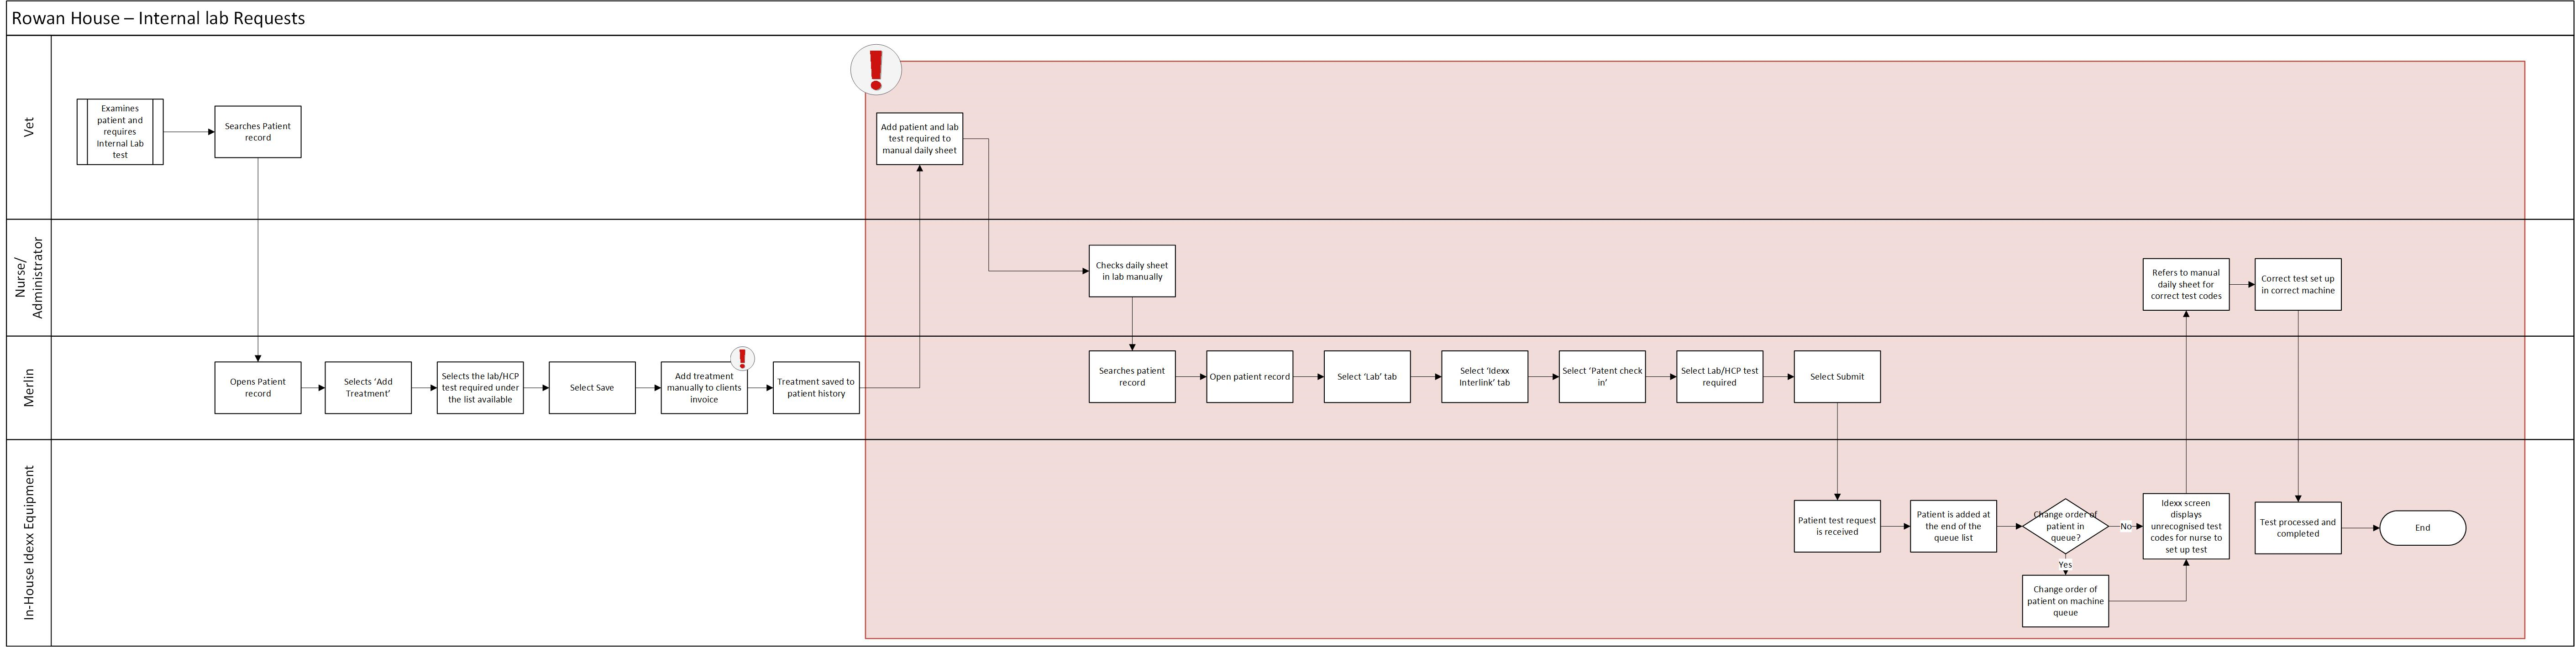 Rowan House – Internal lab Requests
Vet
Examines
patient and
requires
Internal Lab
test
Searches Patient
record
Add patient and lab
test required to
manual daily sheet
Nurse/
Administrator
Checks daily sheet
in lab manually
Refers to manual
daily sheet for
correct test codes
Correct test set up
in correct machine
Merlin
Opens Patient
record
Selects ‘Add
Treatment’
Selects the lab/HCP
test required under
the list available
Select Save
Add treatment
manually to clients
invoice
Treatment saved to
patient history
Searches patient
record
Open patient record
Select ‘Lab’ tab
Select ‘Idexx
Interlink’ tab
Select ‘Patent check
in’
Select Lab/HCP test
required
Select Submit
In-House Idexx Equipment
Patient test request
is received
Patient is added at
the end of the
queue list
Change order of
patient in
queue?
No
Yes
Change order of
patient on machine
queue
Idexx screen
displays
unrecognised test
codes for nurse to
set up test
Test processed and
completed
End